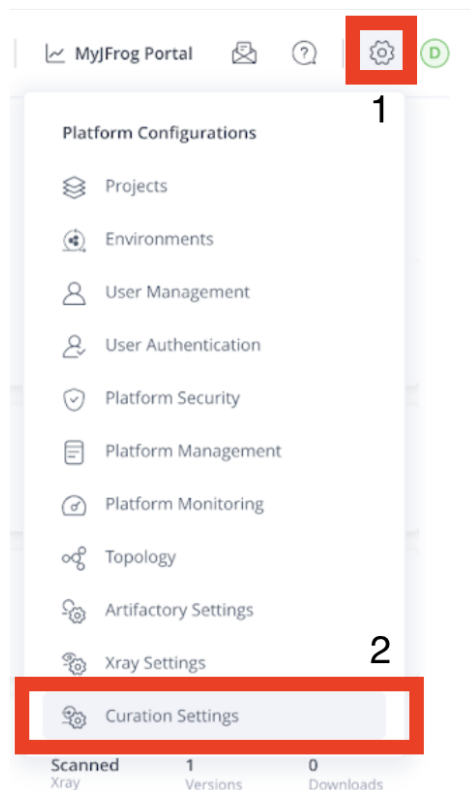 MyJFrog Portal
D
1
Platform Configurations
Projects
Environments
User Management
User Authentication
Platform Security
Platform Management
Platform Monitoring
Topology
Artifactory Settings
Xray Settings
2
Curation Settings
Scanned 1 0
Xray Versions Downloads